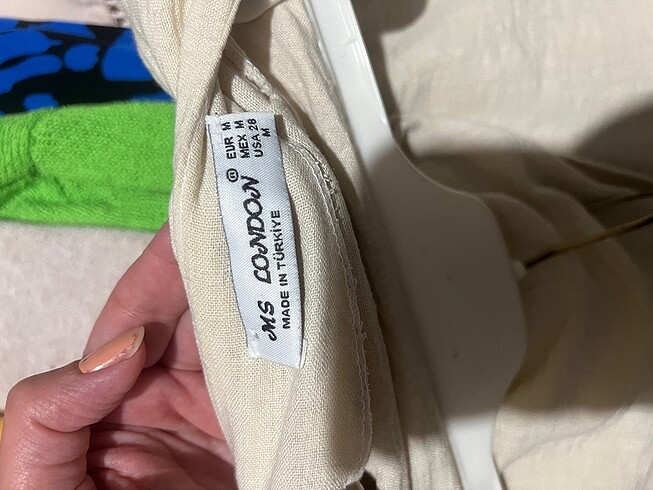 MS LONDON®
MADE IN TÜRKİYE
EUR M
MEX M
USA 28
M